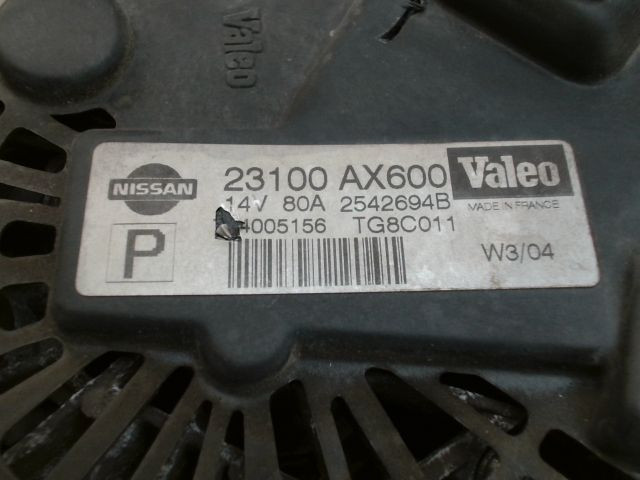 Valeo
NISSAN
23100 AX600
Valeo
14V 80A 2542694B
MADE IN FRANCE
4005156 TG8C011
P
W3/04